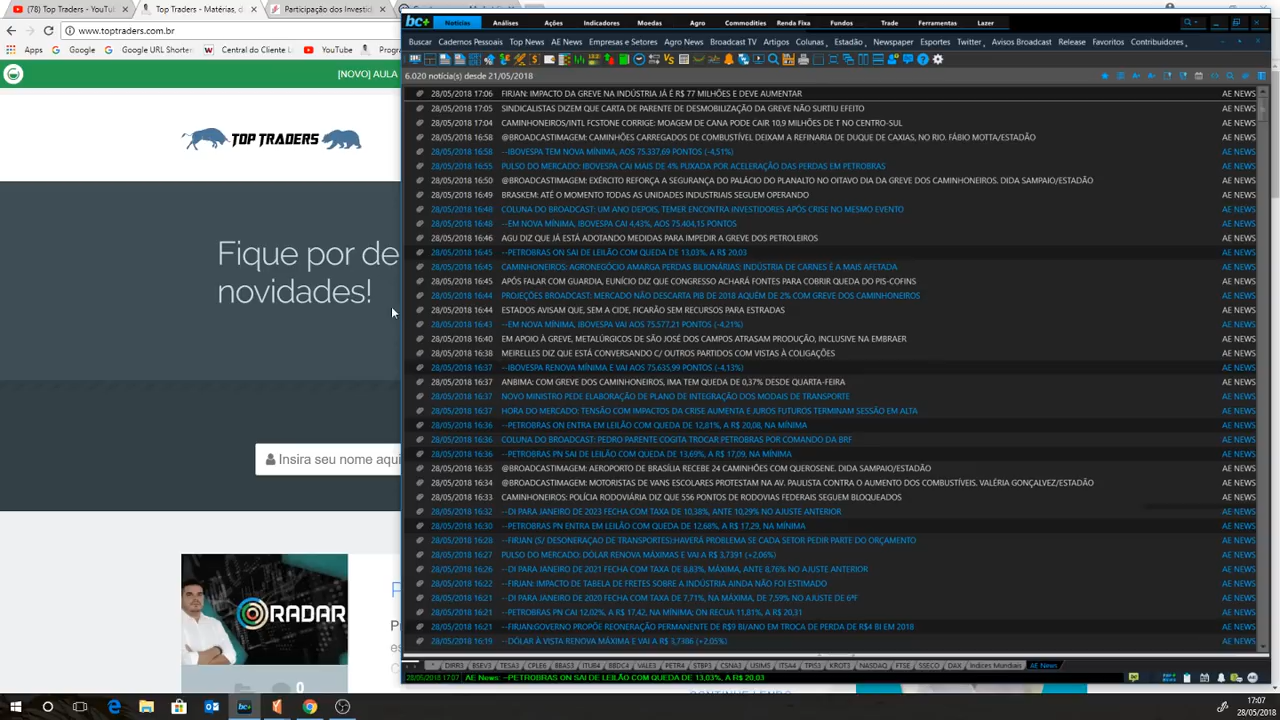 (18) Top Traders - YouTube
Top Traders - Matérias, d
Participação dos Investid
www.toptraders.com.br
Apps
Google
Google URL Shorter
Central do Cliente L
YouTube
Program
[NOVO] AULA
TOP TRADERS
Fique por de
novidades!
Insira seu nome aqui
RADAR
0
bc+ Notícias Análises Ações Indicadores Moedas Agro Commodities Renda Fixa Fundos Trade Ferramentas Lazer
Buscar Cadernos Pessoais Top News AE News Empresas e Setores Agro News Broadcast TV Artigos Colunas Estadão Newspaper Esportes Twitter Avisos Broadcast Release Favoritos Contribuidores
6.020 notícia(s) desde 21/05/2018
28/05/2018 17:06 FIRJAN: IMPACTO DA GREVE NA INDÚSTRIA JÁ É R$ 77 MILHÕES E DEVE AUMENTAR AE NEWS
28/05/2018 17:05 SINDICALISTAS DIZEM QUE CARTA DE PARENTE DE DESMOBILIZAÇÃO DA GREVE NÃO SURTIU EFEITO AE NEWS
28/05/2018 17:04 CAMINHONEIROS/INTL FCSTONE CORRIGE: MOAGEM DE CANA PODE CAIR 10,9 MILHÕES DE T NO CENTRO-SUL AE NEWS
28/05/2018 16:58 @BROADCASTIMAGEM: CAMINHÕES CARREGADOS DE COMBUSTÍVEL DEIXAM A REFINARIA DE DUQUE DE CAXIAS, NO RIO. FÁBIO MOTTA/ESTADÃO AE NEWS
28/05/2018 16:58 --IBOVESPA TEM NOVA MÍNIMA, AOS 75.337,69 PONTOS (-4,51%) AE NEWS
28/05/2018 16:55 PULSO DO MERCADO: IBOVESPA CAI MAIS DE 4% PUXADA POR ACELERAÇÃO DAS PERDAS EM PETROBRAS AE NEWS
28/05/2018 16:50 @BROADCASTIMAGEM: EXÉRCITO REFORÇA A SEGURANÇA DO PALÁCIO DO PLANALTO NO OITAVO DIA DA GREVE DOS CAMINHONEIROS. DIDA SAMPAIO/ESTADÃO AE NEWS
28/05/2018 16:49 BRASKEM: ATÉ O MOMENTO TODAS AS UNIDADES INDUSTRIAIS SEGUEM OPERANDO AE NEWS
28/05/2018 16:48 COLUNA DO BROADCAST: UM ANO DEPOIS, TEMER ENCONTRA INVESTIDORES APÓS CRISE NO MESMO EVENTO AE NEWS
28/05/2018 16:48 --EM NOVA MÍNIMA, IBOVESPA CAI 4,43%, AOS 75.404,15 PONTOS AE NEWS
28/05/2018 16:46 AGU DIZ QUE JÁ ESTÁ ADOTANDO MEDIDAS PARA IMPEDIR A GREVE DOS PETROLEIROS AE NEWS
28/05/2018 16:45 --PETROBRAS ON SAI DE LEILÃO COM QUEDA DE 13,03%, A R$ 20,03 AE NEWS
28/05/2018 16:45 CAMINHONEIROS: AGRONEGÓCIO AMARGA PERDAS BILIONÁRIAS; INDÚSTRIA DE CARNES É A MAIS AFETADA AE NEWS
28/05/2018 16:45 APÓS FALAR COM GUARDIA, EUNÍCIO DIZ QUE CONGRESSO ACHARÁ FONTES PARA COBRIR QUEDA DO PIS-COFINS AE NEWS
28/05/2018 16:44 PROJEÇÕES BROADCAST: MERCADO NÃO DESCARTA PIB DE 2018 AQUÉM DE 2% COM GREVE DOS CAMINHONEIROS AE NEWS
28/05/2018 16:44 ESTADOS AVISAM QUE, SEM A CIDE, FICARÃO SEM RECURSOS PARA ESTRADAS AE NEWS
28/05/2018 16:43 --EM NOVA MÍNIMA, IBOVESPA VAI AOS 75.577,21 PONTOS (-4,21%) AE NEWS
28/05/2018 16:40 EM APOIO À GREVE, METALÚRGICOS DE SÃO JOSÉ DOS CAMPOS ATRASAM PRODUÇÃO, INCLUSIVE NA EMBRAER AE NEWS
28/05/2018 16:38 MEIRELLES DIZ QUE ESTÁ CONVERSANDO C/ OUTROS PARTIDOS COM VISTAS À COLIGAÇÕES AE NEWS
28/05/2018 16:37 --IBOVESPA RENOVA MÍNIMA E VAI AOS 75.635,99 PONTOS (-4,13%) AE NEWS
28/05/2018 16:37 ANBIMA: COM GREVE DOS CAMINHONEIROS, IMA TEM QUEDA DE 0,37% DESDE QUARTA-FEIRA AE NEWS
28/05/2018 16:37 NOVO MINISTRO PEDE ELABORAÇÃO DE PLANO DE INTEGRAÇÃO DOS MODAIS DE TRANSPORTE AE NEWS
28/05/2018 16:37 HORA DO MERCADO: TENSÃO COM IMPACTOS DA CRISE AUMENTA E JUROS FUTUROS TERMINAM SESSÃO EM ALTA AE NEWS
28/05/2018 16:36 --PETROBRAS ON ENTRA EM LEILÃO COM QUEDA DE 12,81%, A R$ 20,08, NA MÍNIMA AE NEWS
28/05/2018 16:36 COLUNA DO BROADCAST: PEDRO PARENTE COGITA TROCAR PETROBRAS POR COMANDO DA BRF AE NEWS
28/05/2018 16:36 --PETROBRAS PN SAI DE LEILÃO COM QUEDA DE 13,69%, A R$ 17,09, NA MÍNIMA AE NEWS
28/05/2018 16:35 @BROADCASTIMAGEM: AEROPORTO DE BRASÍLIA RECEBE 24 CAMINHÕES COM QUEROSENE. DIDA SAMPAIO/ESTADÃO AE NEWS
28/05/2018 16:34 @BROADCASTIMAGEM: MOTORISTAS DE VANS ESCOLARES PROTESTAM NA AV. PAULISTA CONTRA O AUMENTO DOS COMBUSTÍVEIS. VALÉRIA GONÇALVEZ/ESTADÃO AE NEWS
28/05/2018 16:33 CAMINHONEIROS: POLÍCIA RODOVIÁRIA DIZ QUE 556 PONTOS DE RODOVIAS FEDERAIS SEGUEM BLOQUEADOS AE NEWS
28/05/2018 16:32 --DI PARA JANEIRO DE 2023 FECHA COM TAXA DE 10,38%, ANTE 10,29% NO AJUSTE ANTERIOR AE NEWS
28/05/2018 16:30 --PETROBRAS PN ENTRA EM LEILÃO COM QUEDA DE 12,68%, A R$ 17,29, NA MÍNIMA AE NEWS
28/05/2018 16:28 --FIRJAN (S/ DESONERAÇAO DE TRANSPORTES):HAVERÁ PROBLEMA SE CADA SETOR PEDIR PARTE DO ORÇAMENTO AE NEWS
28/05/2018 16:27 PULSO DO MERCADO: DÓLAR RENOVA MÁXIMAS E VAI A R$ 3,7391 (+2,06%) AE NEWS
28/05/2018 16:26 --DI PARA JANEIRO DE 2021 FECHA COM TAXA DE 8,83%, MÁXIMA, ANTE 8,76% NO AJUSTE ANTERIOR AE NEWS
28/05/2018 16:22 --FIRJAN: IMPACTO DE TABELA DE FRETES SOBRE A INDÚSTRIA AINDA NÃO FOI ESTIMADO AE NEWS
28/05/2018 16:21 --DI PARA JANEIRO DE 2020 FECHA COM TAXA DE 7,71%, NA MÁXIMA, DE 7,59% NO AJUSTE DE 6ªF AE NEWS
28/05/2018 16:21 --PETROBRAS PN CAI 12,02%, A R$ 17,42, NA MÍNIMA; ON RECUA 11,81%, A R$ 20,31 AE NEWS
28/05/2018 16:21 --FIRJAN:GOVERNO PROPÕE REONERAÇÃO PERMANENTE DE R$9 BI/ANO EM TROCA DE PERDA DE R$4 BI EM 2018 AE NEWS
28/05/2018 16:19 --DÓLAR À VISTA RENOVA MÁXIMA E VAI A R$ 3,7386 (+2,05%) AE NEWS
DIRR3 BSEV3 TESA3 CPLE6 BBAS3 ITUB4 BBDC4 VALE3 PETR4 STBP3 CSNA3 USIM5 ITSA4 TPIS3 KROT3 NASDAQ FTSE SSECO DAX Indices Mundiais AE News
28/05/2018 17:07 AE News: --PETROBRAS ON SAI DE LEILÃO COM QUEDA DE 13,03%, A R$ 20,03
17:07
28/05/2018